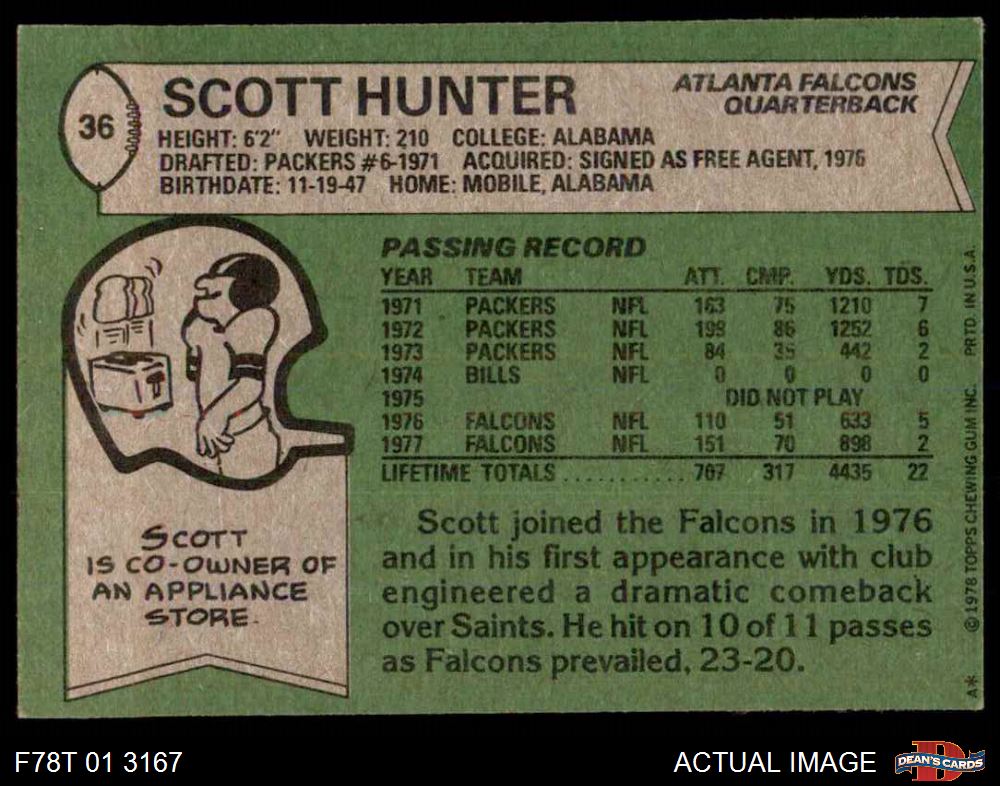 36
SCOTT HUNTER
ATLANTA FALCONS
QUARTERBACK
HEIGHT: 6'2" WEIGHT: 210 COLLEGE: ALABAMA
DRAFTED: PACKERS #6-1971 ACQUIRED: SIGNED AS FREE AGENT, 1976
BIRTHDATE: 11-19-47 HOME: MOBILE, ALABAMA
PASSING RECORD
YEAR TEAM ATT. CMP. YDS. TDS.
1971 PACKERS NFL 163 75 1210 7
1972 PACKERS NFL 199 86 1252 6
1973 PACKERS NFL 84 35 442 2
1974 BILLS NFL 0 0 0 0
1975 DID NOT PLAY
1976 FALCONS NFL 110 51 633 5
1977 FALCONS NFL 151 70 898 2
LIFETIME TOTALS............ 707 317 4435 22
SCOTT
IS CO-OWNER OF
AN APPLIANCE
STORE.
Scott joined the Falcons in 1976
and in his first appearance with club
engineered a dramatic comeback
over Saints. He hit on 10 of 11 passes
as Falcons prevailed, 23-20.
A* © 1978 TOPPS CHEWING GUM INC. PRTD. IN U.S.A.
F78T 01 3167
ACTUAL IMAGE
D
DEAN'S CARDS